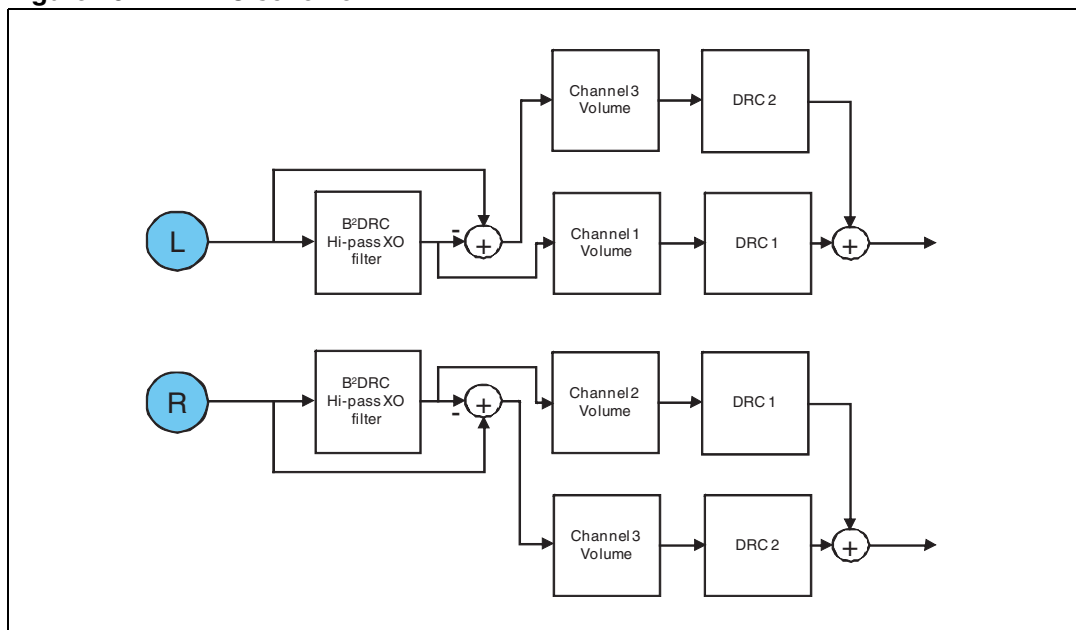 Channel 3
Volume
DRC 2
L
B²DRC
Hi-pass XO
filter
-
+
Channel 1
Volume
DRC 1
+
R
B²DRC
Hi-pass XO
filter
-
+
Channel 2
Volume
DRC 1
Channel 3
Volume
DRC 2
+